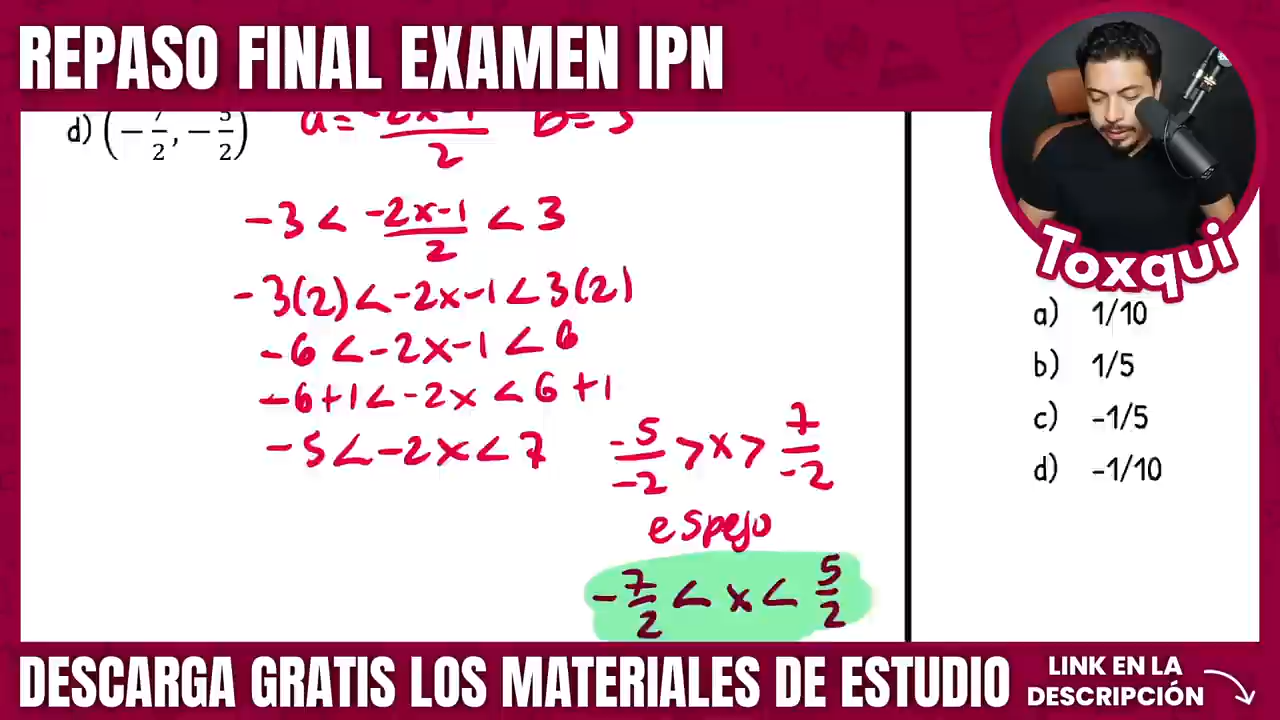 REPASO FINAL EXAMEN IPN
d) (-7/2, -5/2)
a= -2x-1/2 b=3
-3 < -2x-1/2 < 3
-3(2) < -2x-1 < 3(2)
-6 < -2x-1 < 6
-6+1 < -2x < 6+1
-5 < -2x < 7
-5/-2 > x > 7/-2
espejo
-7/2 < x < 5/2
Toxqui
a) 1/10
b) 1/5
c) -1/5
d) -1/10
DESCARGA GRATIS LOS MATERIALES DE ESTUDIO
LINK EN LA
DESCRIPCIÓN